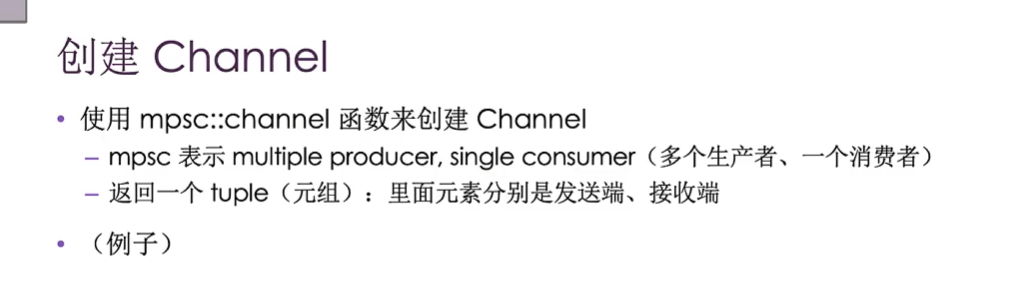 创建 Channel
• 使用 mpsc::channel 函数来创建 Channel
– mpsc 表示 multiple producer, single consumer（多个生产者、一个消费者）
– 返回一个 tuple（元组）：里面元素分别是发送端、接收端
• （例子）